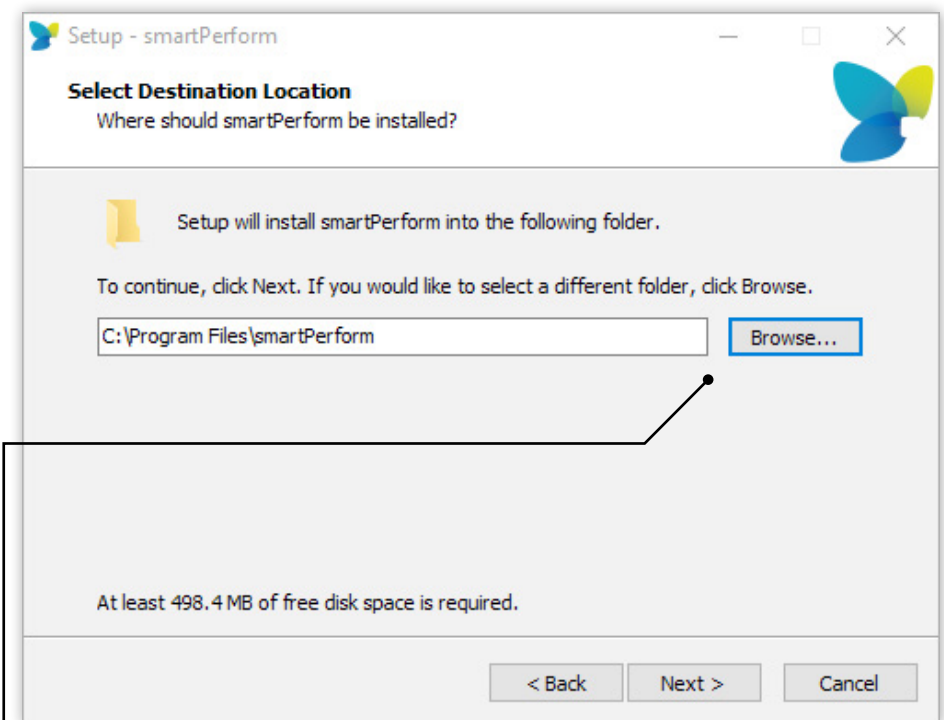 Setup - smartPerform
Select Destination Location
Where should smartPerform be installed?
Setup will install smartPerform into the following folder.
To continue, click Next. If you would like to select a different folder, click Browse.
C:\Program Files\smartPerform
Browse...
At least 498.4 MB of free disk space is required.
< Back
Next >
Cancel